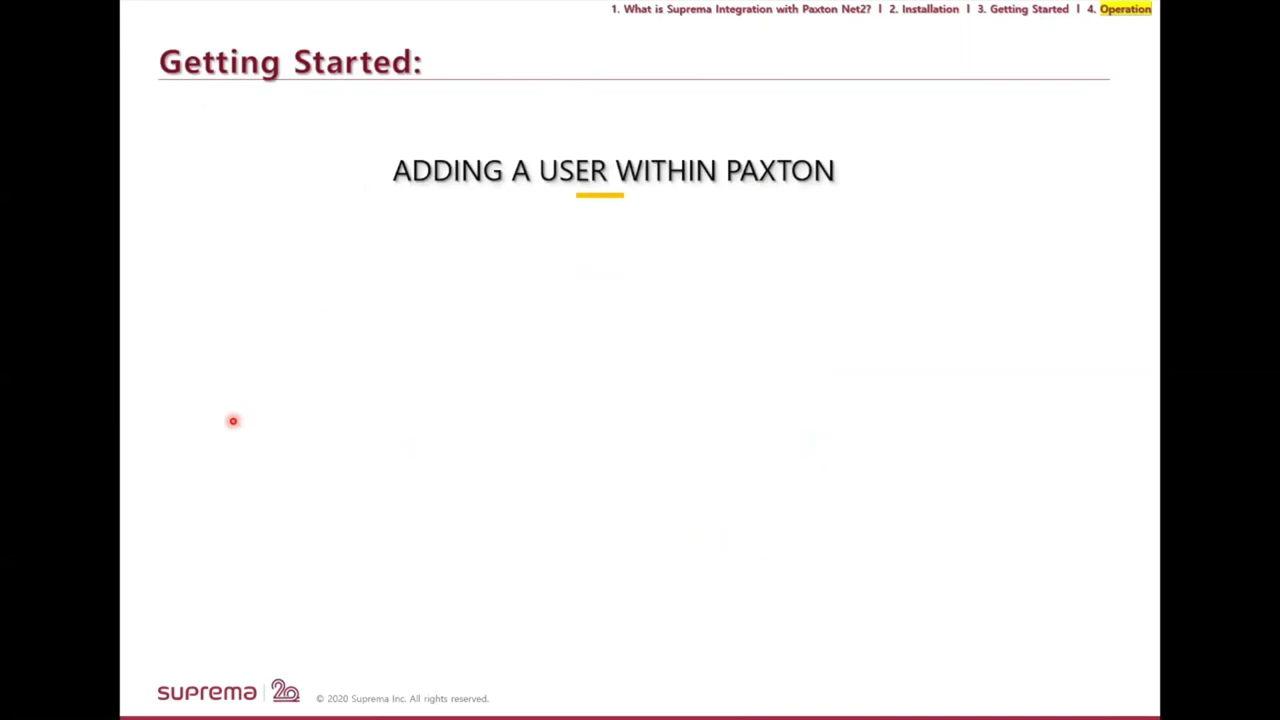 1. What is Suprema Integration with Paxton Net2? l 2. Installation l 3. Getting Started l 4. Operation
Getting Started:
ADDING A USER WITHIN PAXTON
suprema 20 © 2020 Suprema Inc. All rights reserved.